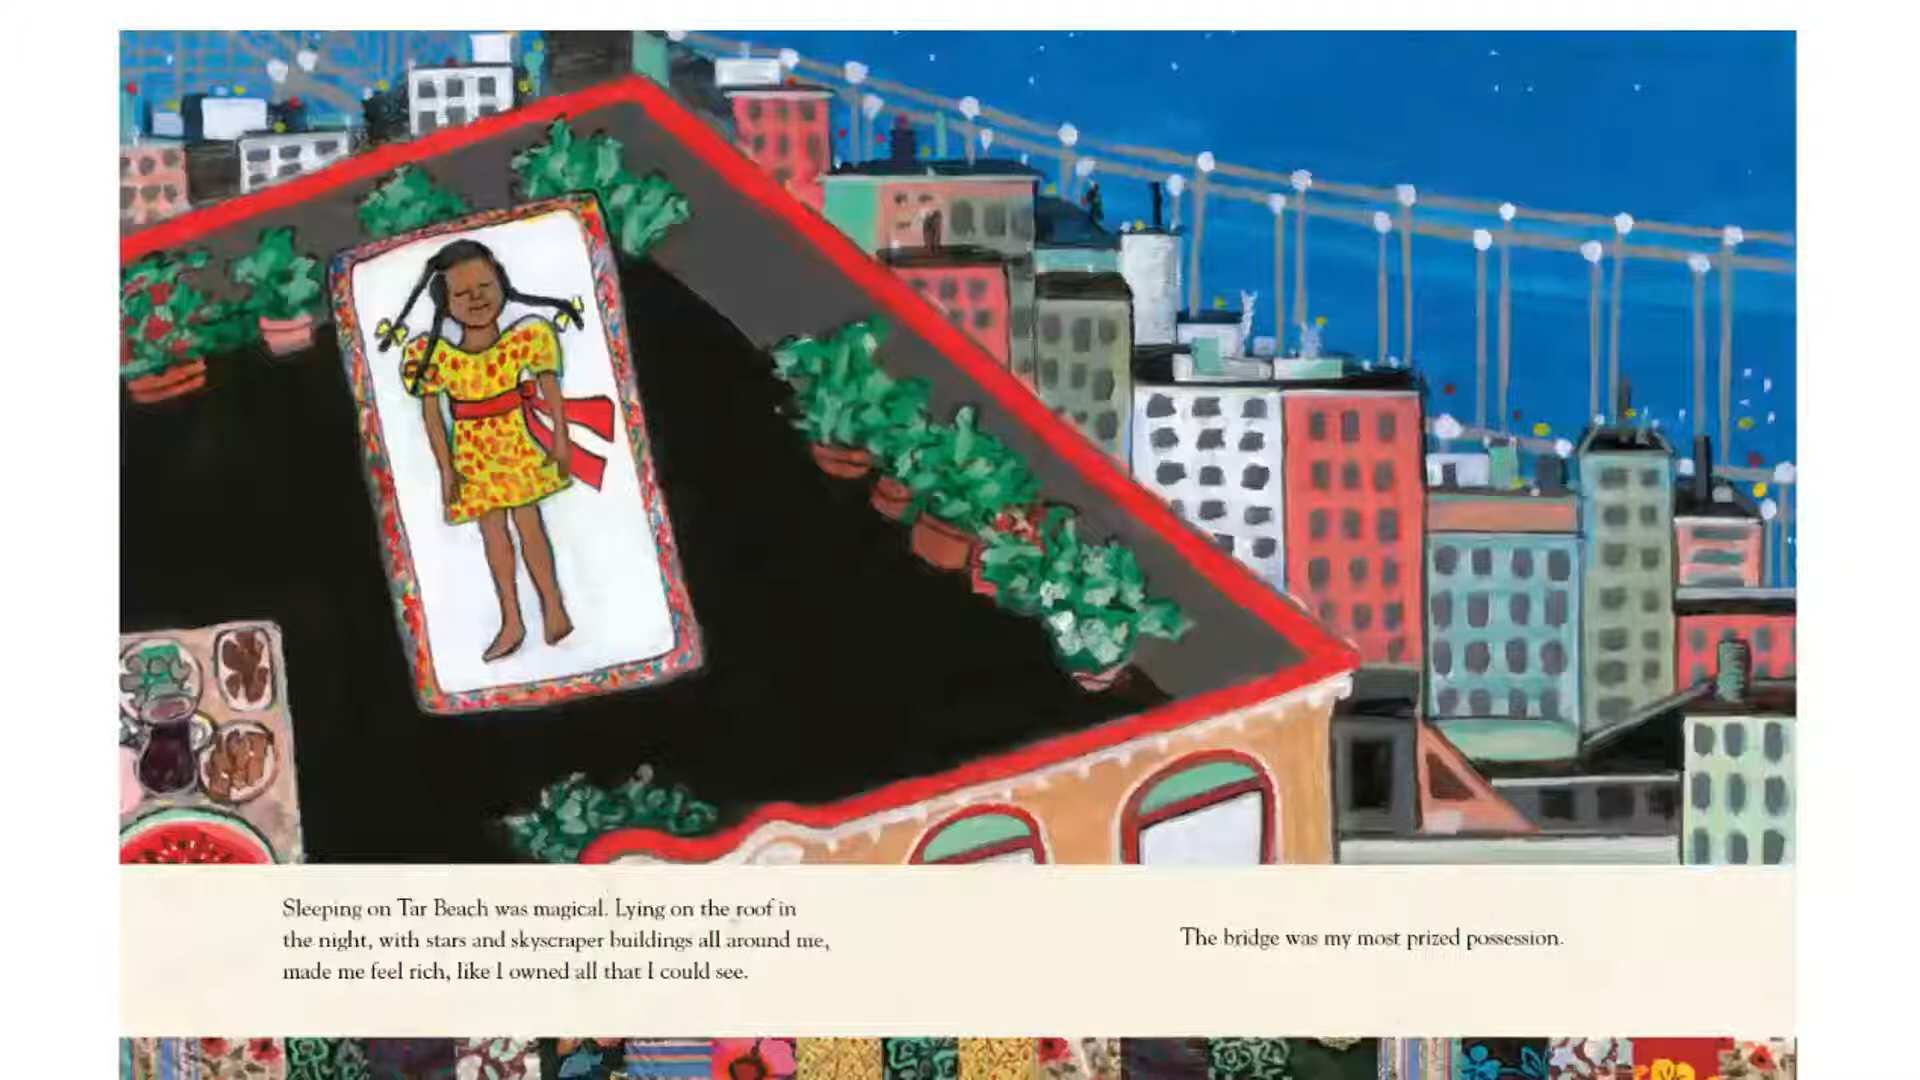 Sleeping on Tar Beach was magical. Lying on the roof in
the night, with stars and skyscraper buildings all around me,
made me feel rich, like I owned all that I could see.
The bridge was my most prized possession.